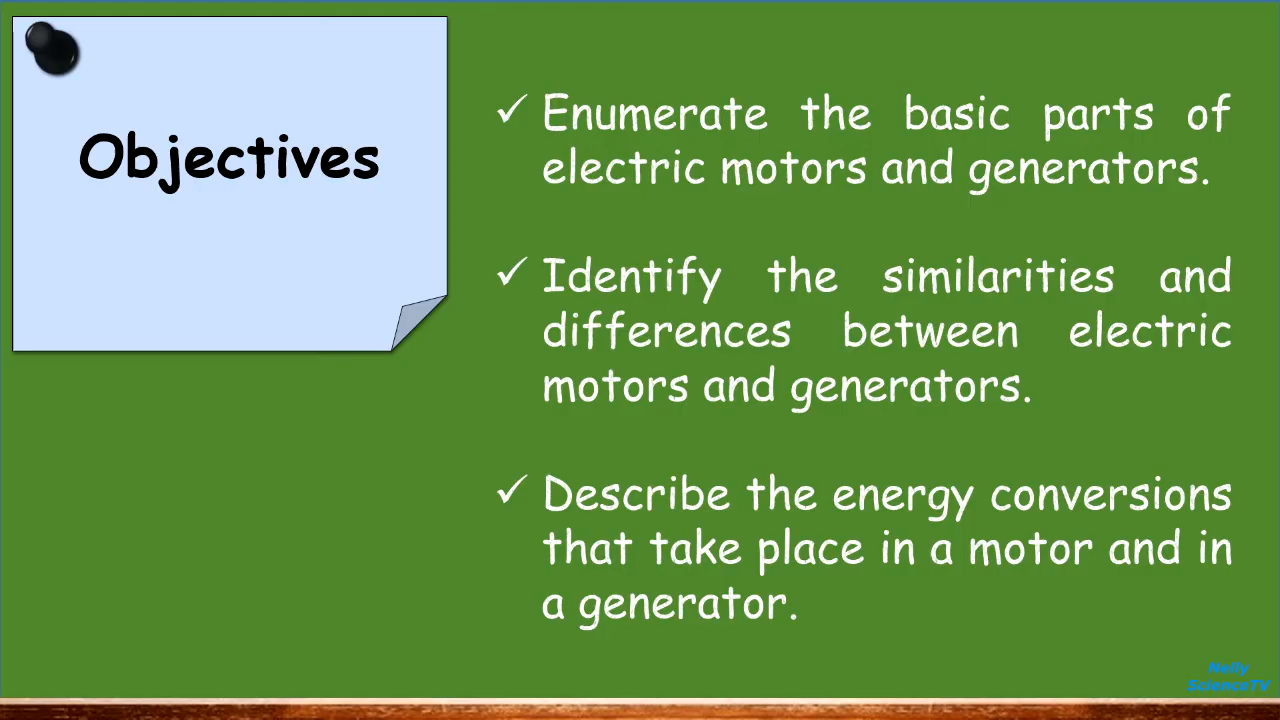 Objectives
Enumerate the basic parts of
electric motors and generators.
Identify the similarities and
differences between electric
motors and generators.
Describe the energy conversions
that take place in a motor and in
a generator.
Nelly
ScienceTV